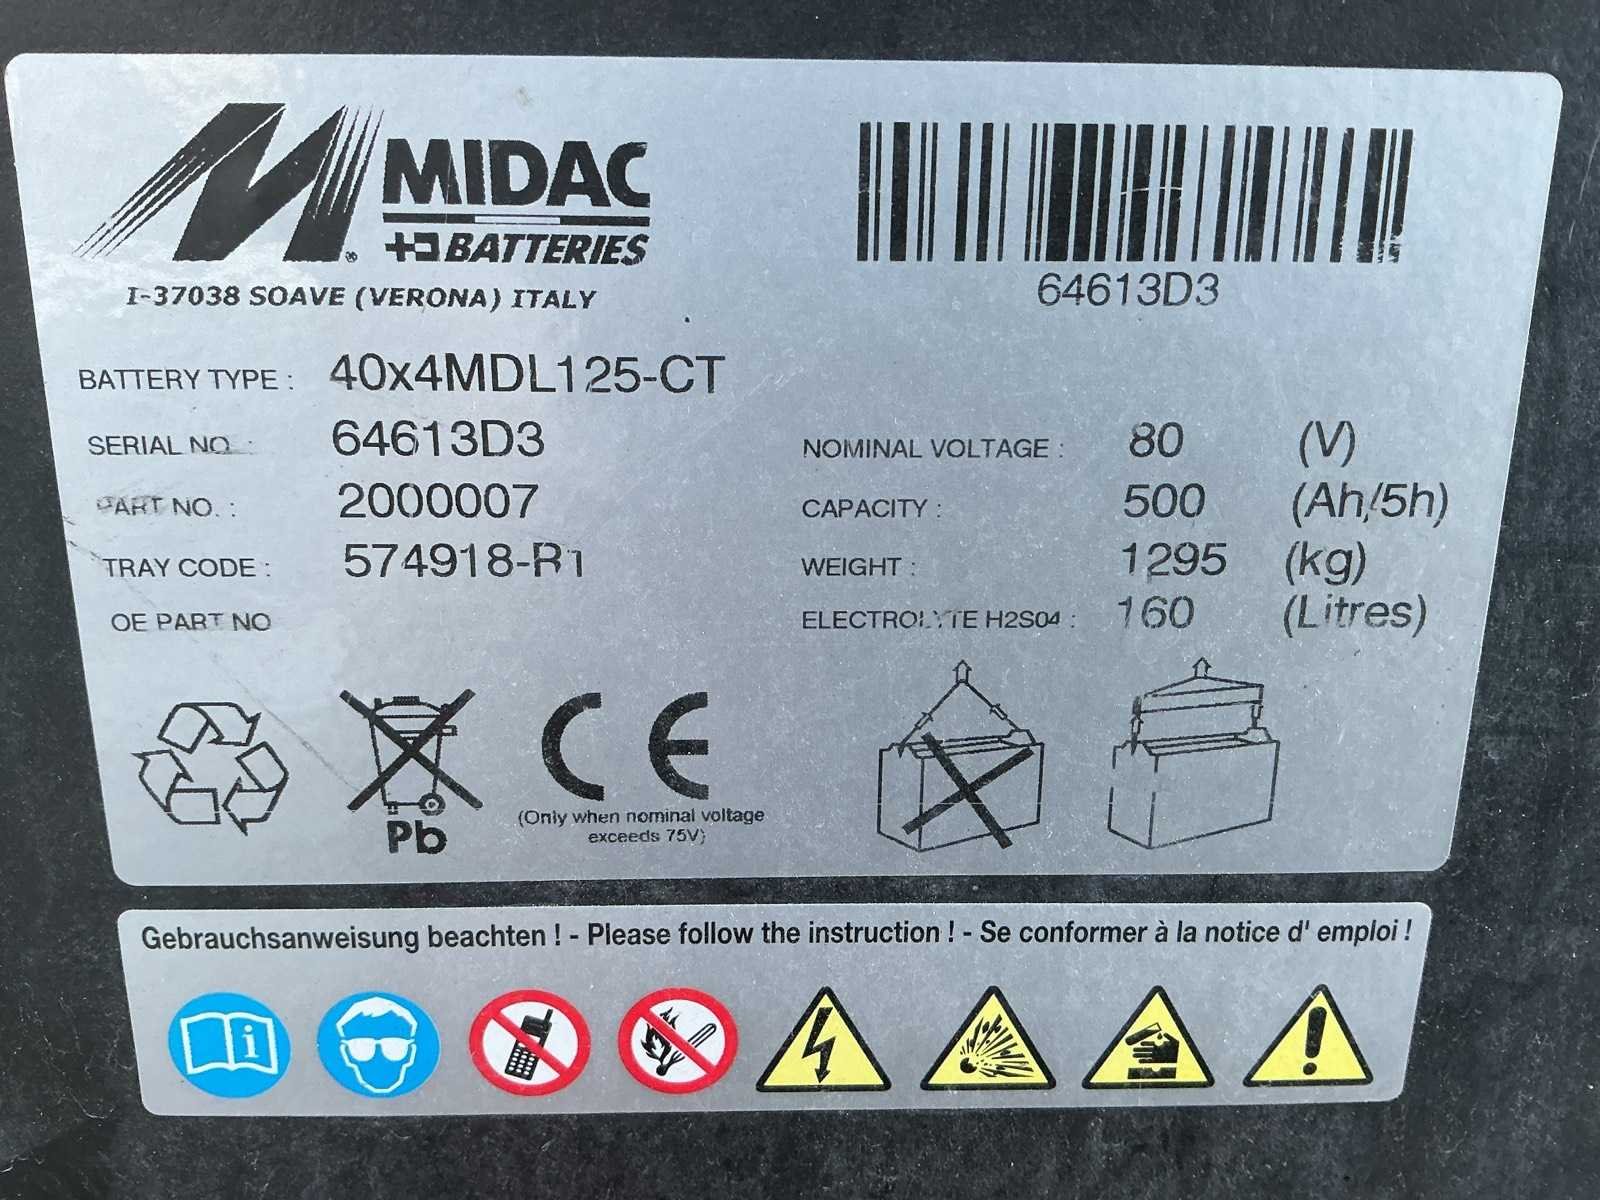 MIDAC
BATTERIES
I-37038 SOAVE (VERONA) ITALY
64613D3
BATTERY TYPE : 40x4MDL125-CT
SERIAL NO. : 64613D3
NOMINAL VOLTAGE : 80 (V)
PART NO. : 2000007
CAPACITY : 500 (Ah/5h)
TRAY CODE : 574918-R1
WEIGHT : 1295 (kg)
OE PART NO
ELECTROLYTE H2SO4 : 160 (Litres)
Pb
CE
(Only when nominal voltage
exceeds 75V)
Gebrauchsanweisung beachten ! - Please follow the instruction ! - Se conformer à la notice d' emploi !